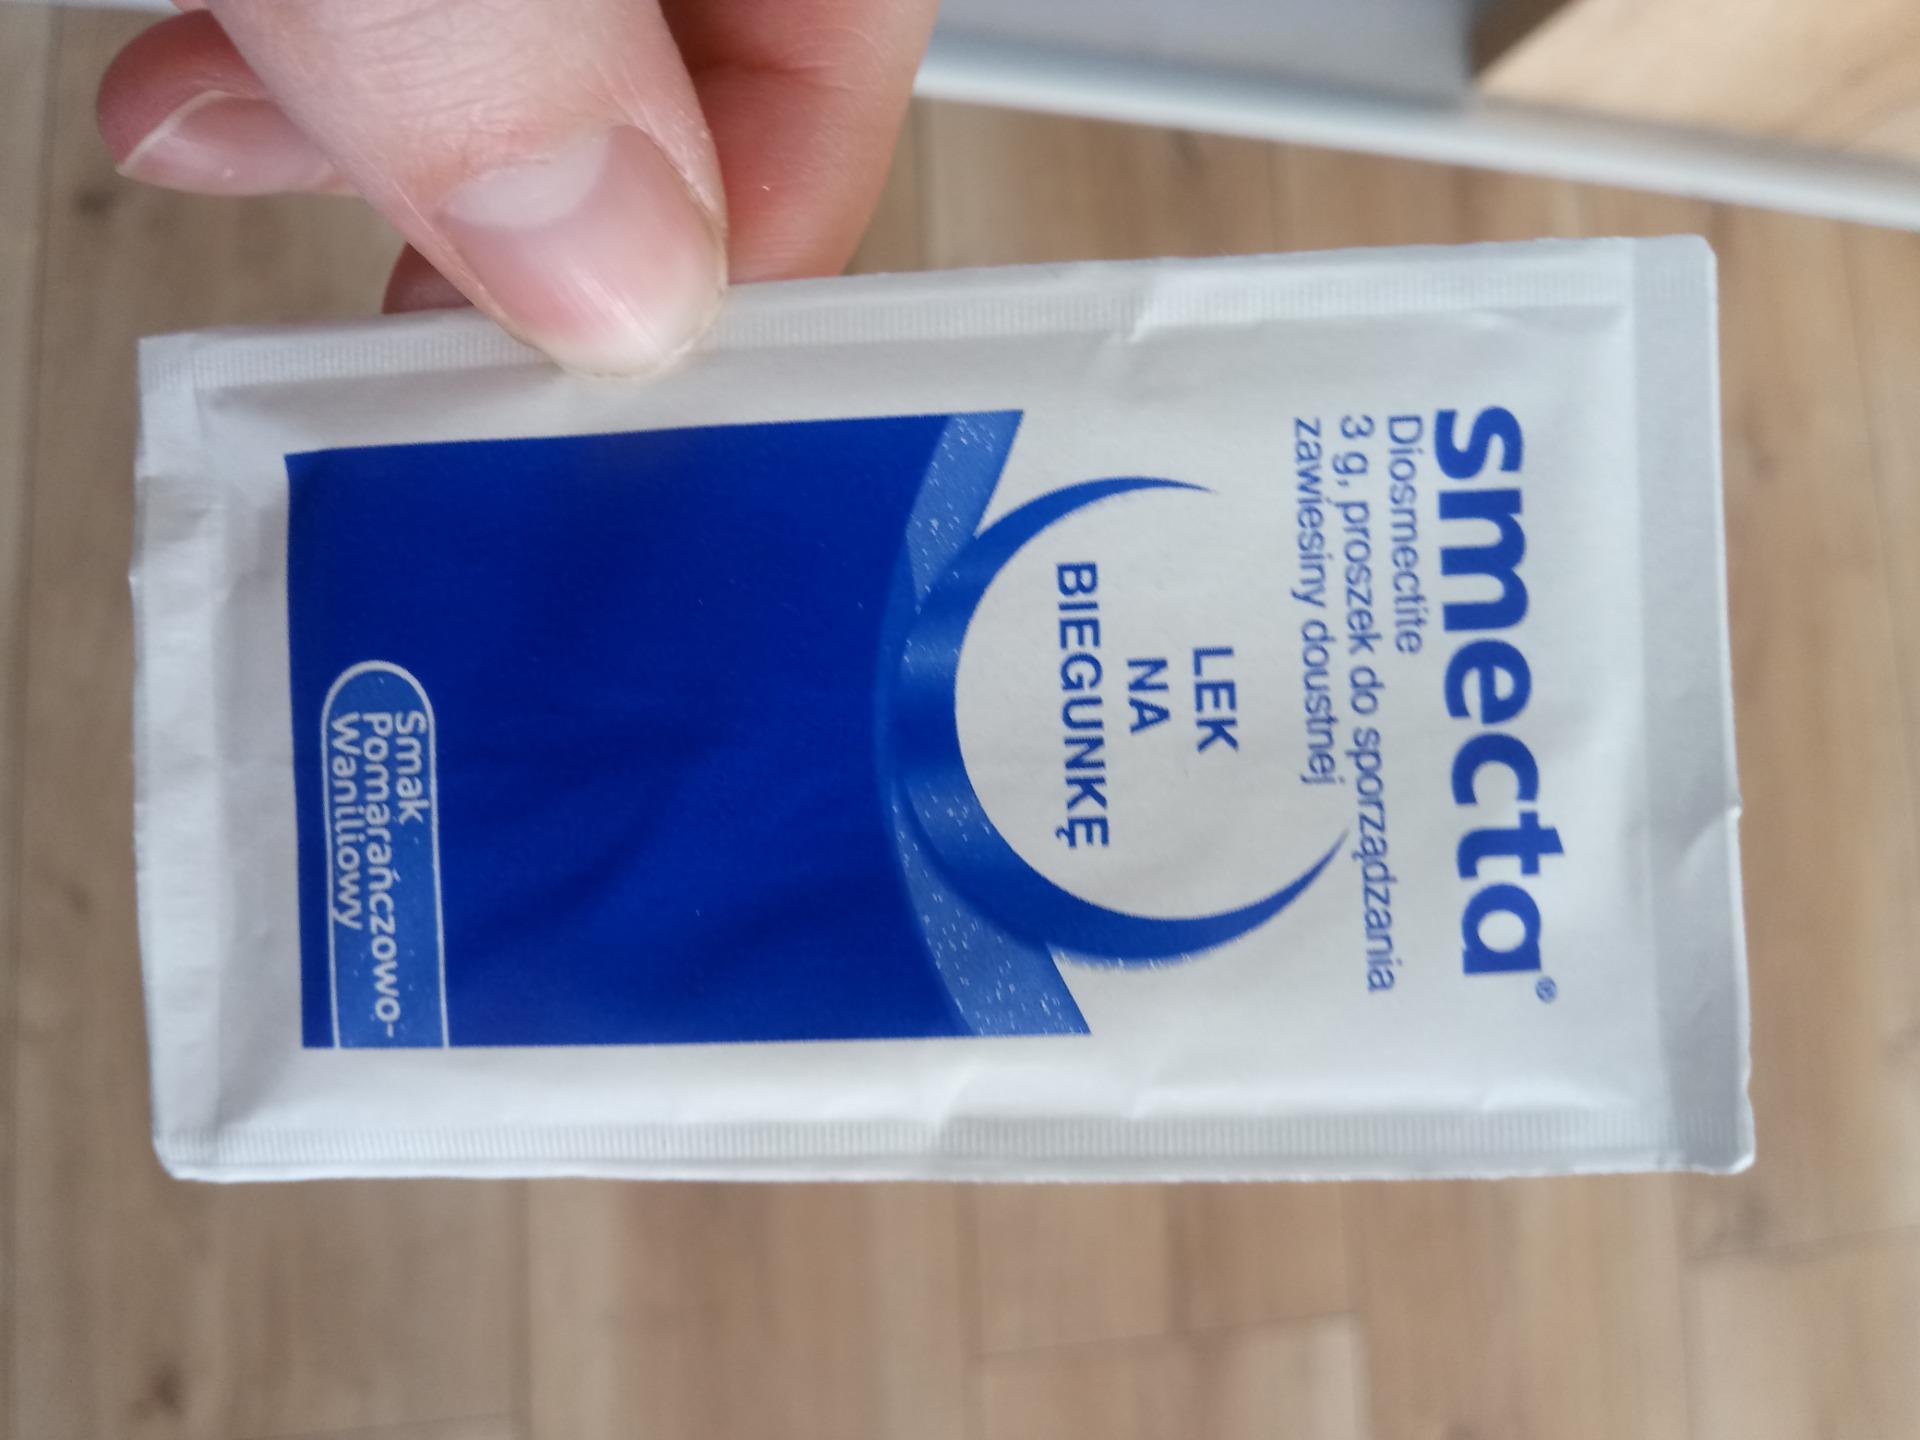 smecta®
Diosmectite
3 g, proszek do sporządzania
zawiesiny doustnej
LEK
NA
BIEGUNKĘ
Smak
Pomarańczowo-
Waniliowy